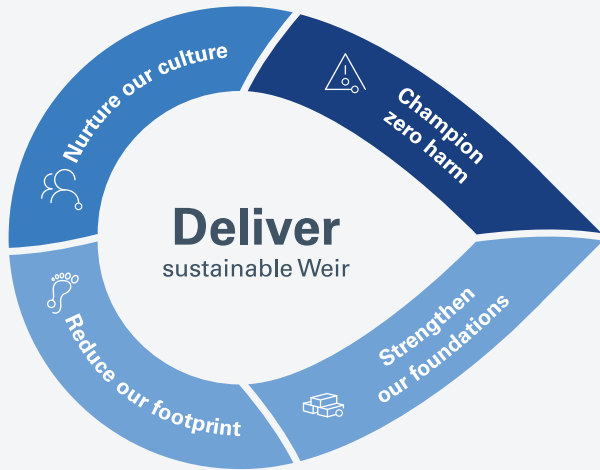 Nurture our culture
Champion
zero harm
Deliver
sustainable Weir
Reduce our footprint
Strengthen
our foundations